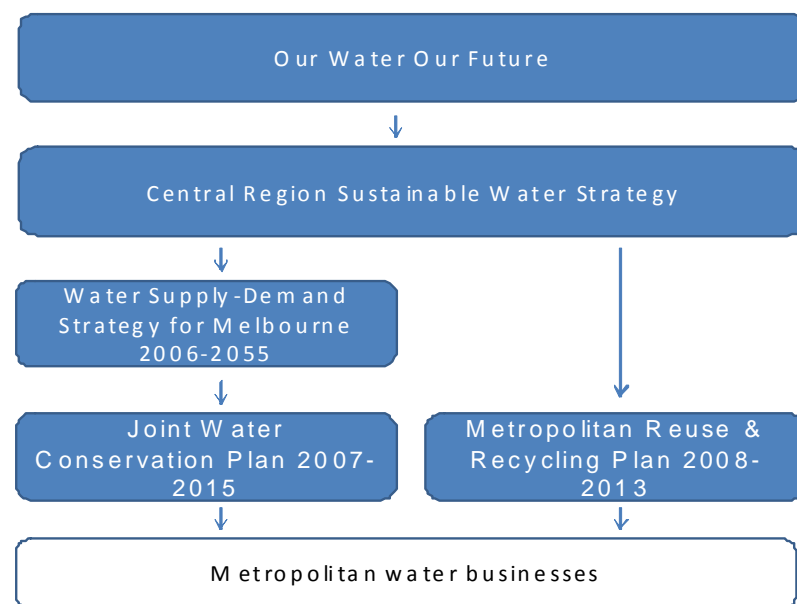 Our Water Our Future
Central Region Sustainable Water Strategy
Water Supply-Demand
Strategy for Melbourne
2006-2055
Joint Water
Conservation Plan 2007-
2015
Metropolitan Reuse &
Recycling Plan 2008-
2013
Metropolitan water businesses